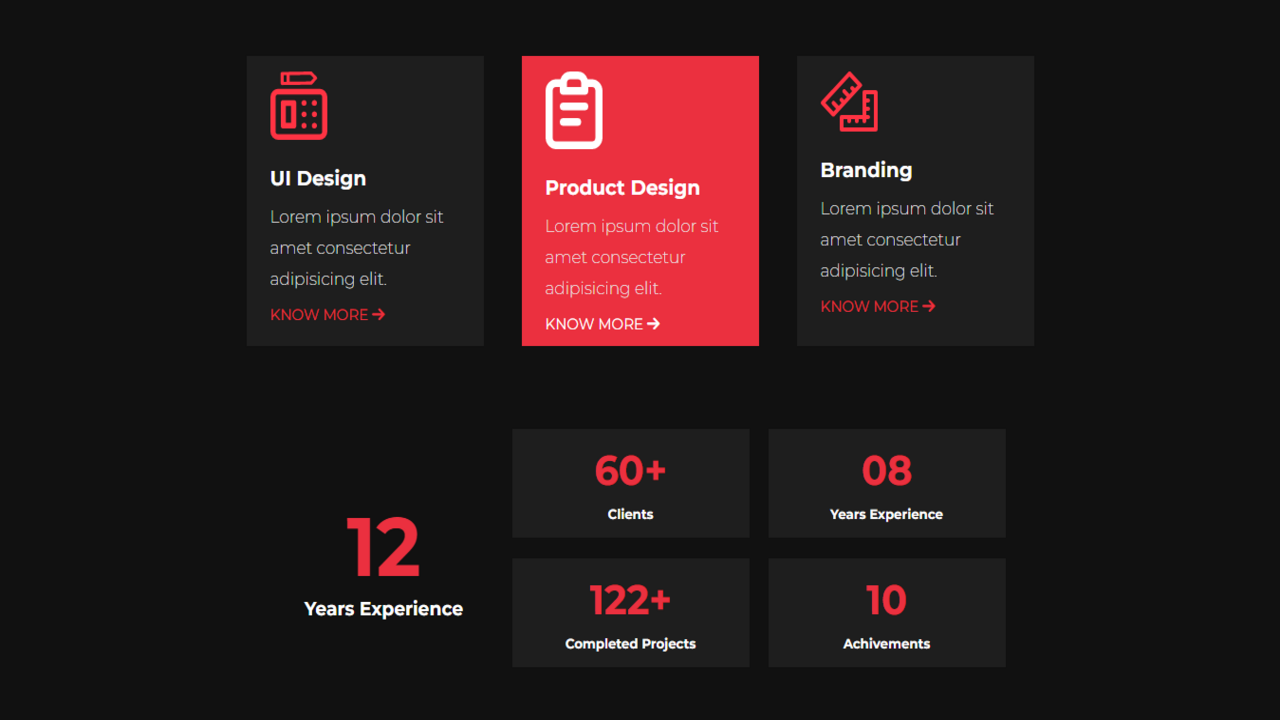 UI Design
Lorem ipsum dolor sit
amet consectetur
adipisicing elit.
KNOW MORE
Product Design
Lorem ipsum dolor sit
amet consectetur
adipisicing elit.
KNOW MORE
Branding
Lorem ipsum dolor sit
amet consectetur
adipisicing elit.
KNOW MORE
12
Years Experience
60+
Clients
08
Years Experience
122+
Completed Projects
10
Achivements